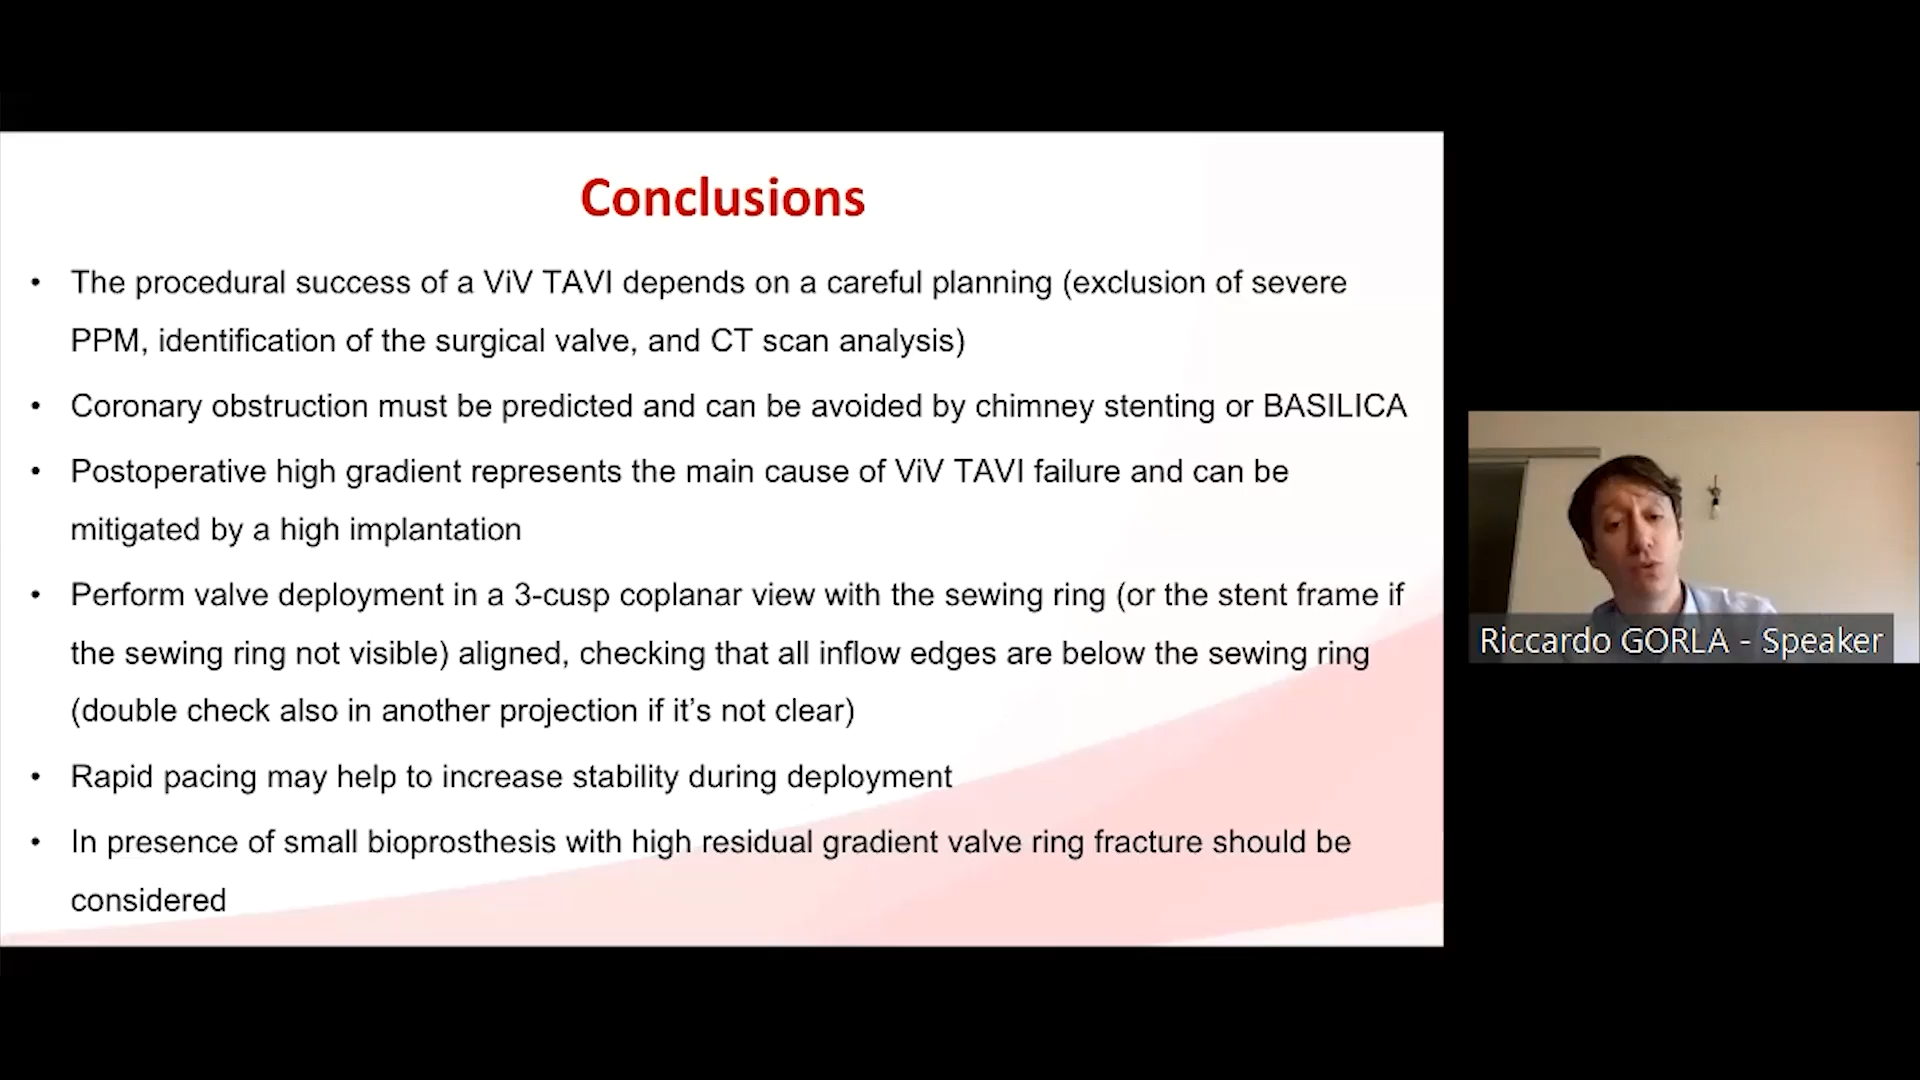 Conclusions
• The procedural success of a ViV TAVI depends on a careful planning (exclusion of severe
PPM, identification of the surgical valve, and CT scan analysis)
• Coronary obstruction must be predicted and can be avoided by chimney stenting or BASILICA
• Postoperative high gradient represents the main cause of ViV TAVI failure and can be
mitigated by a high implantation
• Perform valve deployment in a 3-cusp coplanar view with the sewing ring (or the stent frame if
the sewing ring not visible) aligned, checking that all inflow edges are below the sewing ring
(double check also in another projection if it’s not clear)
• Rapid pacing may help to increase stability during deployment
• In presence of small bioprosthesis with high residual gradient valve ring fracture should be
considered
Riccardo GORLA - Speaker